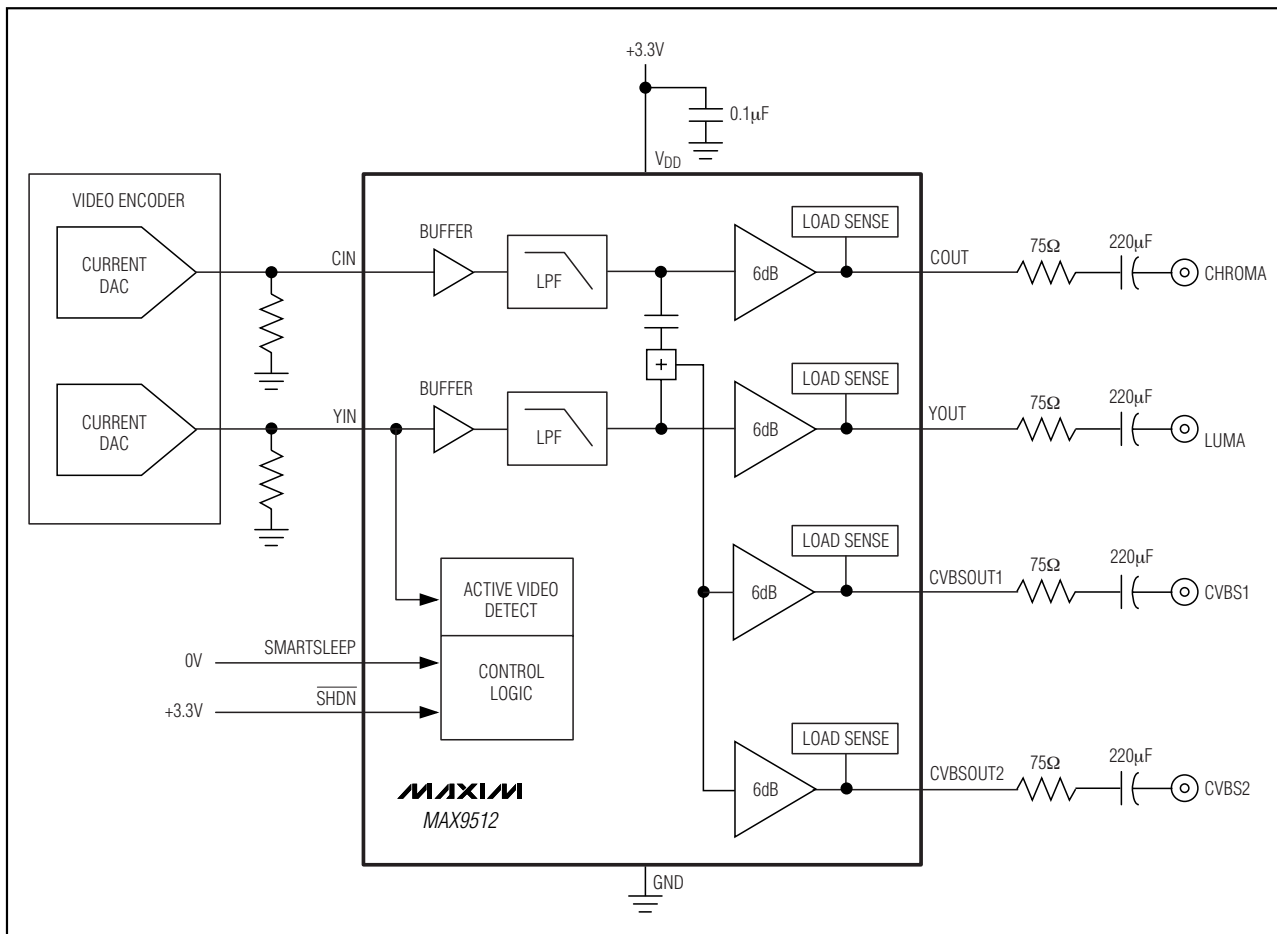 +3.3V
0.1μF
VDD
VIDEO ENCODER
CURRENT
DAC
CIN
BUFFER
LPF
6dB
LOAD SENSE
COUT
75Ω
220μF
CHROMA
+
CURRENT
DAC
YIN
BUFFER
LPF
6dB
LOAD SENSE
YOUT
75Ω
220μF
LUMA
ACTIVE VIDEO
DETECT
CONTROL
LOGIC
0V
SMARTSLEEP
+3.3V
SHDN
6dB
LOAD SENSE
CVBSOUT1
75Ω
220μF
CVBS1
6dB
LOAD SENSE
CVBSOUT2
75Ω
220μF
CVBS2
MAXIM
MAX9512
GND